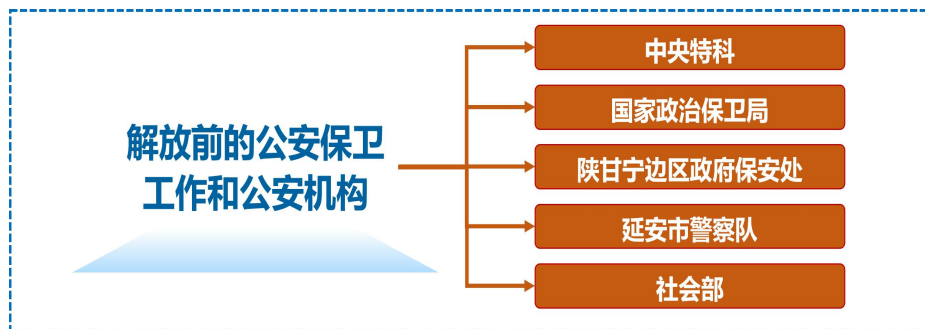 解放前的公安保卫
工作和公安机构
中央特科
国家政治保卫局
陕甘宁边区政府保安处
延安市警察队
社会部